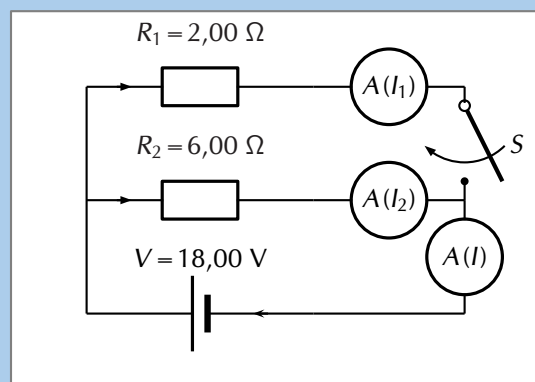 R₁ = 2,00 Ω
A(I₁)
S
R₂ = 6,00 Ω
A(I₂)
V = 18,00 V
A(I)